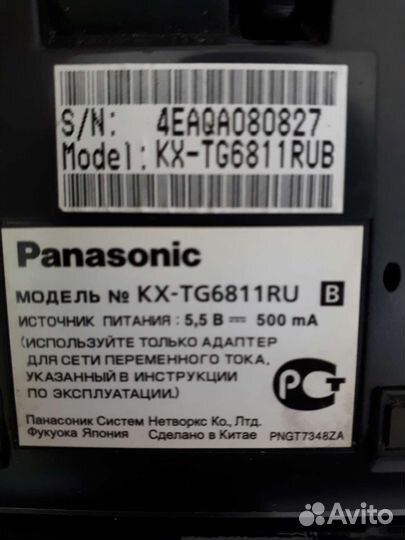 S/N: 4EAQA080827
Model: KX-TG6811RUB
Panasonic
МОДЕЛЬ № KX-TG6811RU B
ИСТОЧНИК ПИТАНИЯ : 5,5 В ⎓ 500 mA
(ИСПОЛЬЗУЙТЕ ТОЛЬКО АДАПТЕР
ДЛЯ СЕТИ ПЕРЕМЕННОГО ТОКА,
УКАЗАННЫЙ В ИНСТРУКЦИИ
ПО ЭКСПЛУАТАЦИИ.)
РСТ
Панасоник Систем Нетворкс Ко., Лтд.
Фукуока Япония Сделано в Китае PNGT7348ZA
Avito